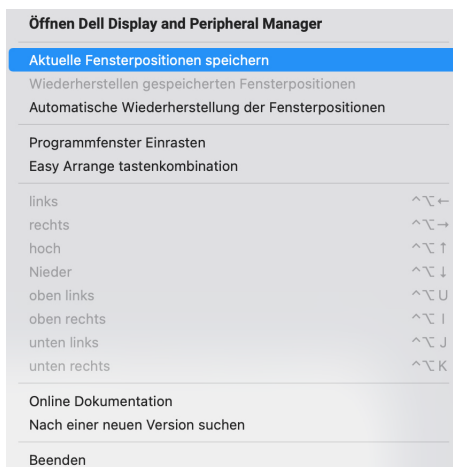 Öffnen Dell Display and Peripheral Manager
Aktuelle Fensterpositionen speichern
Wiederherstellen gespeicherten Fensterpositionen
Automatische Wiederherstellung der Fensterpositionen
Programmfenster Einrasten
Easy Arrange tastenkombination
links ^⌥←
rechts ^⌥→
hoch ^⌥↑
Nieder ^⌥↓
oben links ^⌥U
oben rechts ^⌥I
unten links ^⌥J
unten rechts ^⌥K
Online Dokumentation
Nach einer neuen Version suchen
Beenden